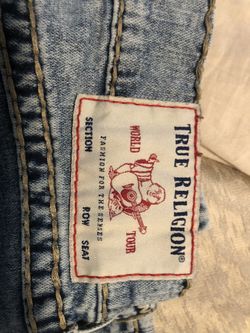 TRUE RELIGION®
WORLD TOUR
FASHION FOR THE SENSES
SECTION ROW SEAT